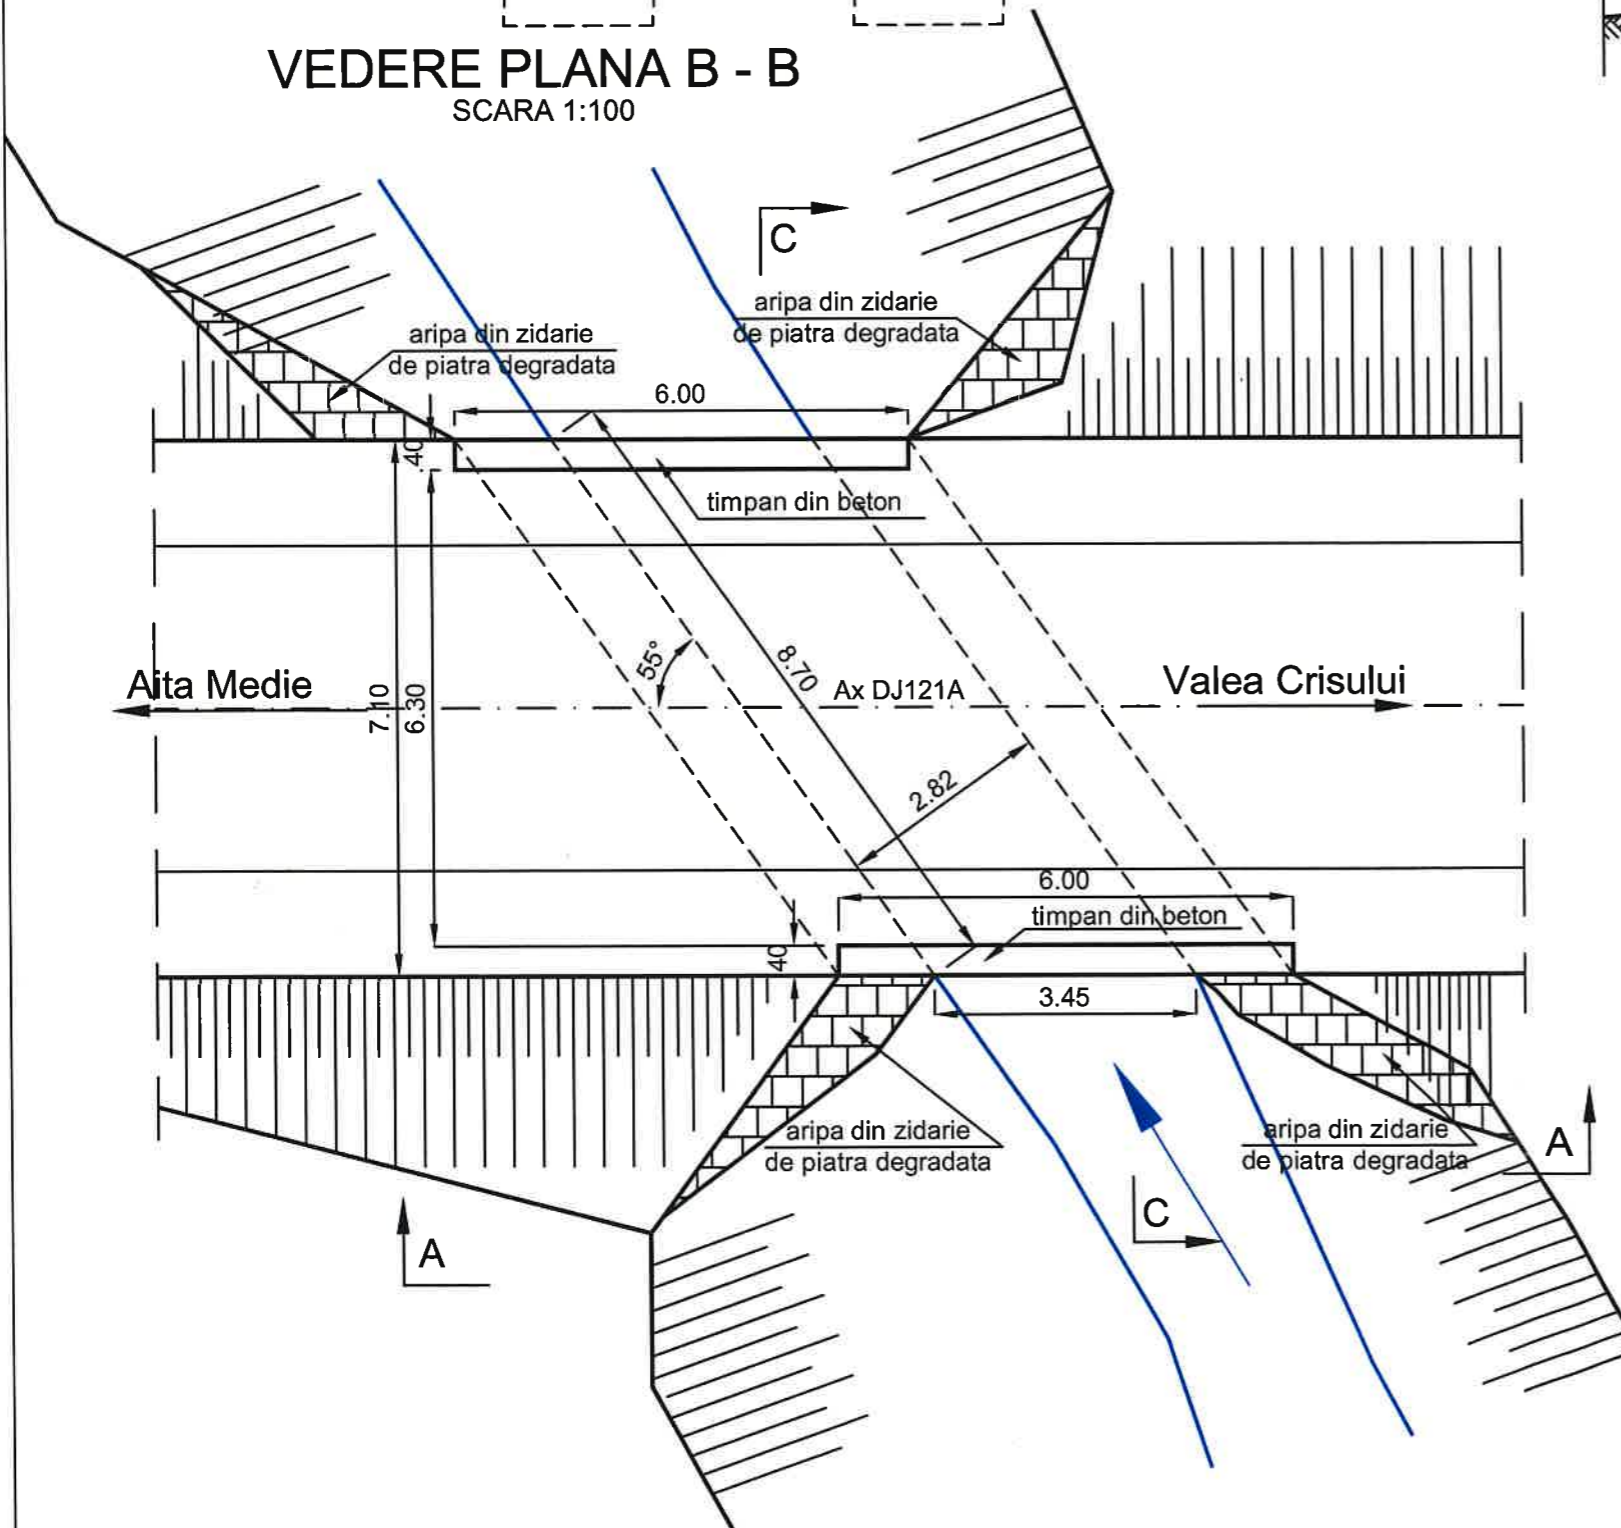 VEDERE PLANA B - B
SCARA 1:100
C
aripa din zidarie
de piatra degradata
aripa din zidarie
de piatra degradata
6.00
40
timpan din beton
55°
8.70
Aita Medie
Ax DJ121A
Valea Crisului
7.10
6.30
2.82
6.00
timpan din beton
40
3.45
aripa din zidarie
de piatra degradata
aripa din zidarie
de piatra degradata
A
C
A